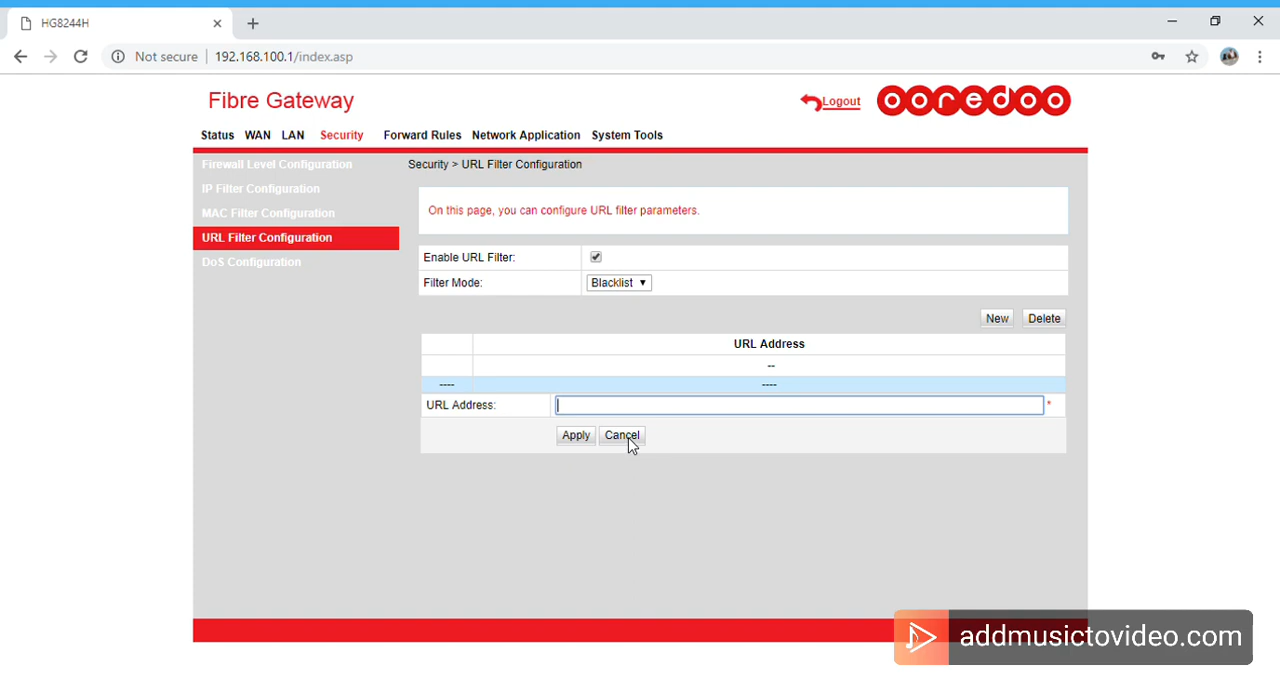 HG8244H
Not secure
192.168.100.1/index.asp
Fibre Gateway
Logout
ooredoo
Status WAN LAN Security Forward Rules Network Application System Tools
Firewall Level Configuration
Security > URL Filter Configuration
IP Filter Configuration
On this page, you can configure URL filter parameters.
MAC Filter Configuration
URL Filter Configuration
DoS Configuration
Enable URL Filter:
Filter Mode: Blacklist
New Delete
URL Address
--
---- ----
URL Address: *
Apply Cancel
addmusictovideo.com